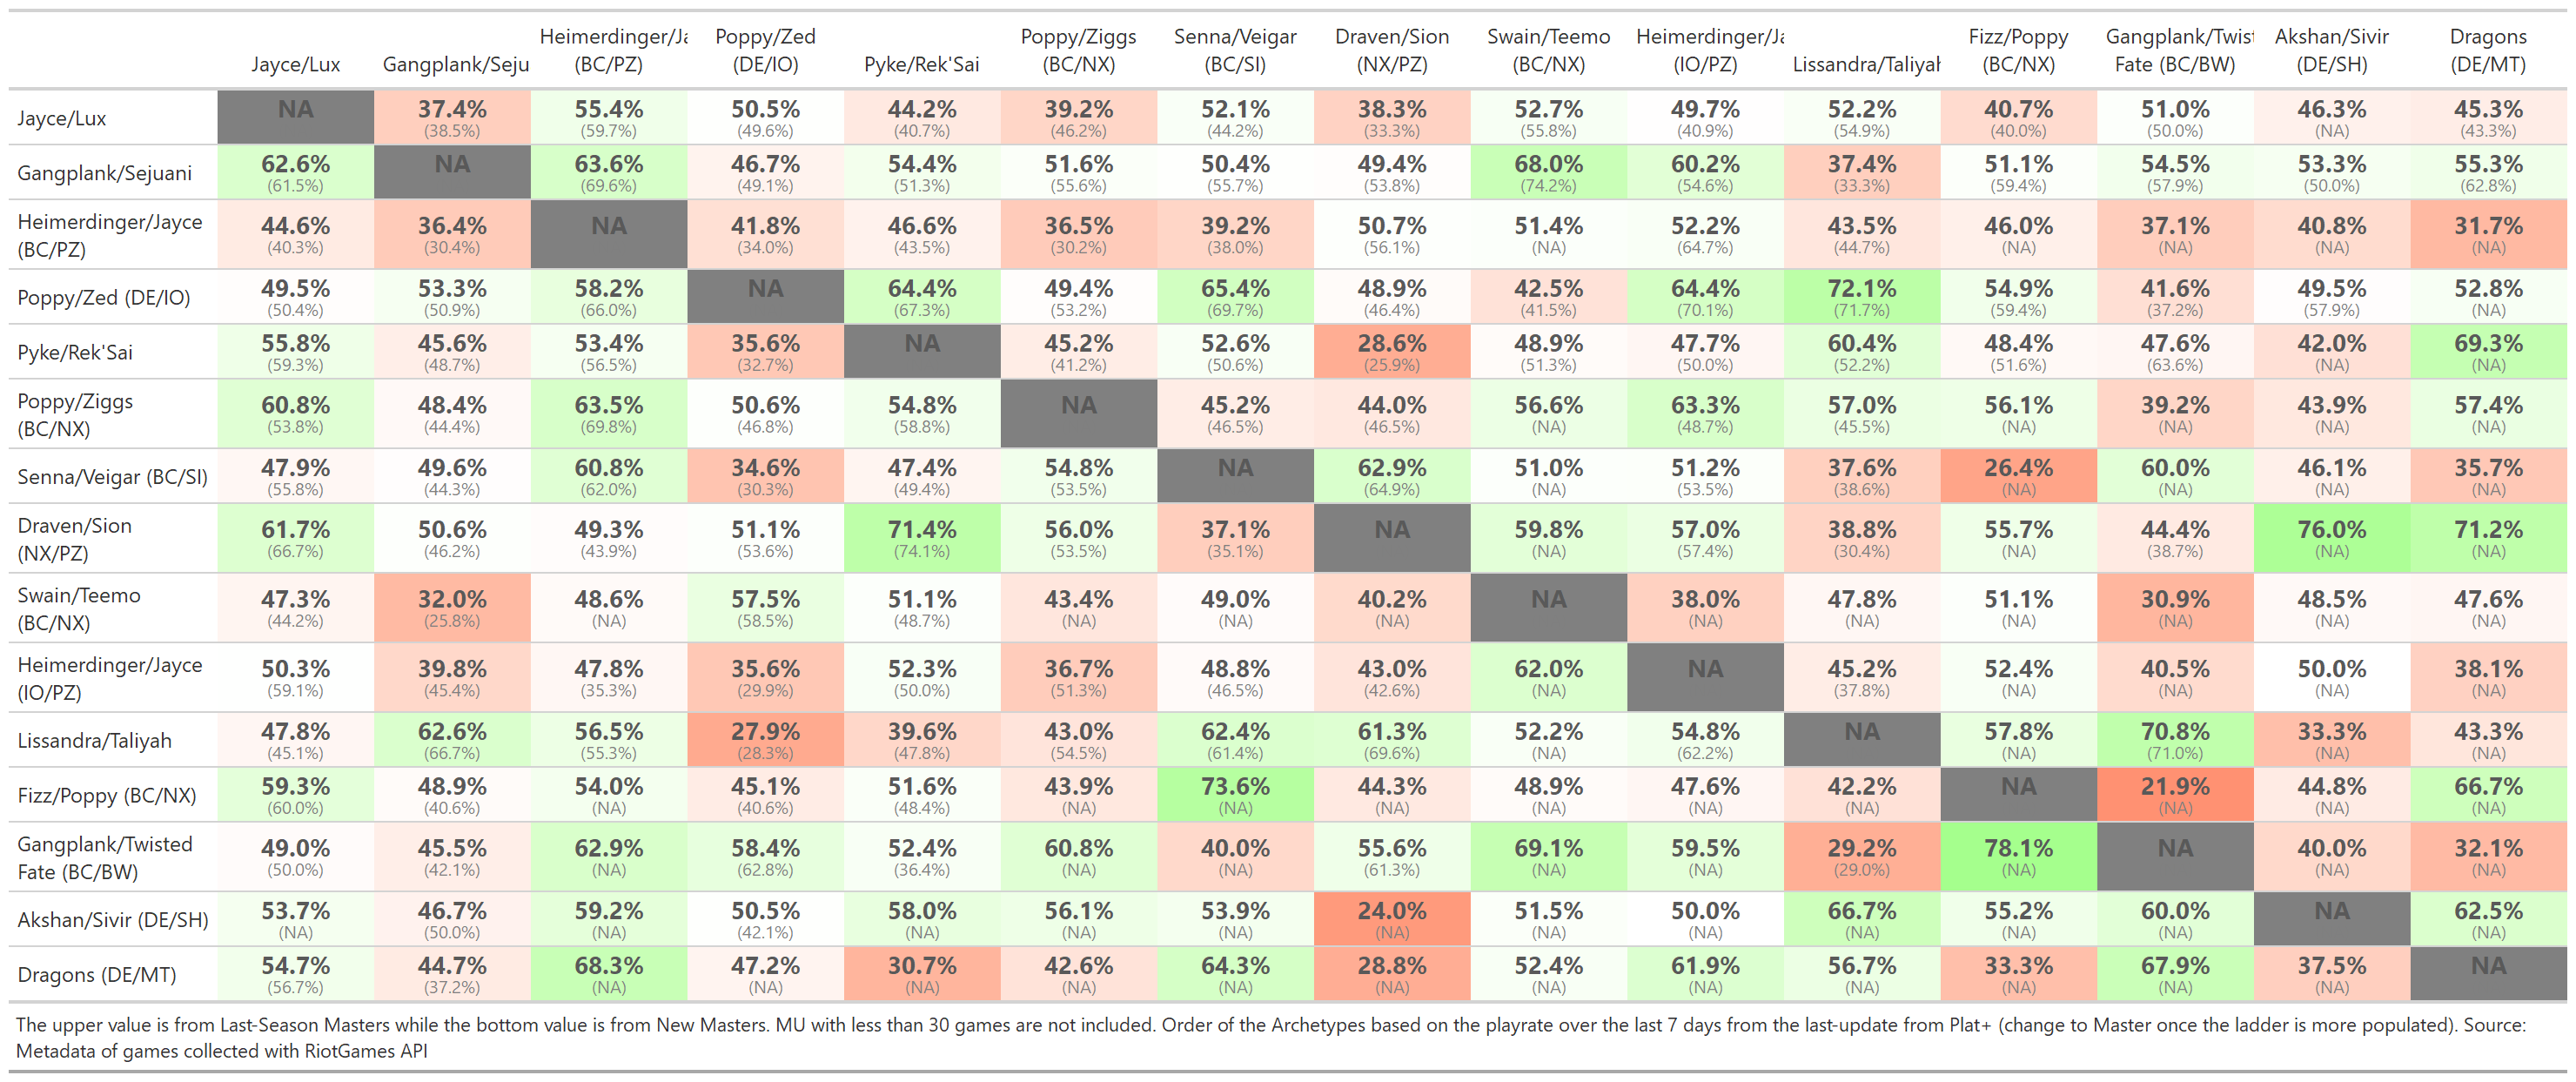 Heimerdinger/Ja Poppy/Zed Poppy/Ziggs Senna/Veigar Draven/Sion Swain/Teemo Heimerdinger/Ja Fizz/Poppy Gangplank/Twist Akshan/Sivir Dragons
Jayce/Lux Gangplank/Seju (BC/PZ) (DE/IO) Pyke/Rek'Sai (BC/NX) (BC/SI) (NX/PZ) (BC/NX) (IO/PZ) Lissandra/Taliyah (BC/NX) Fate (BC/BW) (DE/SH) (DE/MT)
Jayce/Lux NA 37.4% 55.4% 50.5% 44.2% 39.2% 52.1% 38.3% 52.7% 49.7% 52.2% 40.7% 51.0% 46.3% 45.3%
(38.5%) (59.7%) (49.6%) (40.7%) (46.2%) (44.2%) (33.3%) (55.8%) (40.9%) (54.9%) (40.0%) (50.0%) (NA) (43.3%)
Gangplank/Sejuani 62.6% NA 63.6% 46.7% 54.4% 51.6% 50.4% 49.4% 68.0% 60.2% 37.4% 51.1% 54.5% 53.3% 55.3%
(61.5%) (69.6%) (49.1%) (51.3%) (55.6%) (55.7%) (53.8%) (74.2%) (54.6%) (33.3%) (59.4%) (57.9%) (50.0%) (62.8%)
Heimerdinger/Jayce 44.6% 36.4% NA 41.8% 46.6% 36.5% 39.2% 50.7% 51.4% 52.2% 43.5% 46.0% 37.1% 40.8% 31.7%
(BC/PZ) (40.3%) (30.4%) (34.0%) (43.5%) (30.2%) (38.0%) (56.1%) (NA) (64.7%) (44.7%) (NA) (NA) (NA) (NA)
Poppy/Zed (DE/IO) 49.5% 53.3% 58.2% NA 64.4% 49.4% 65.4% 48.9% 42.5% 64.4% 72.1% 54.9% 41.6% 49.5% 52.8%
(50.4%) (50.9%) (66.0%) (67.3%) (53.2%) (69.7%) (46.4%) (41.5%) (70.1%) (71.7%) (59.4%) (37.2%) (57.9%) (NA)
Pyke/Rek'Sai 55.8% 45.6% 53.4% 35.6% NA 45.2% 52.6% 28.6% 48.9% 47.7% 60.4% 48.4% 47.6% 42.0% 69.3%
(59.3%) (48.7%) (56.5%) (32.7%) (41.2%) (50.6%) (25.9%) (51.3%) (50.0%) (52.2%) (51.6%) (63.6%) (NA) (NA)
Poppy/Ziggs 60.8% 48.4% 63.5% 50.6% 54.8% NA 45.2% 44.0% 56.6% 63.3% 57.0% 56.1% 39.2% 43.9% 57.4%
(BC/NX) (53.8%) (44.4%) (69.8%) (46.8%) (58.8%) (46.5%) (46.5%) (NA) (48.7%) (45.5%) (NA) (NA) (NA) (NA)
Senna/Veigar (BC/SI) 47.9% 49.6% 60.8% 34.6% 47.4% 54.8% NA 62.9% 51.0% 51.2% 37.6% 26.4% 60.0% 46.1% 35.7%
(55.8%) (44.3%) (62.0%) (30.3%) (49.4%) (53.5%) (64.9%) (NA) (53.5%) (38.6%) (NA) (NA) (NA) (NA)
Draven/Sion 61.7% 50.6% 49.3% 51.1% 71.4% 56.0% 37.1% NA 59.8% 57.0% 38.8% 55.7% 44.4% 76.0% 71.2%
(NX/PZ) (66.7%) (46.2%) (43.9%) (53.6%) (74.1%) (53.5%) (35.1%) (NA) (57.4%) (30.4%) (NA) (38.7%) (NA) (NA)
Swain/Teemo 47.3% 32.0% 48.6% 57.5% 51.1% 43.4% 49.0% 40.2% NA 38.0% 47.8% 51.1% 30.9% 48.5% 47.6%
(BC/NX) (44.2%) (25.8%) (NA) (58.5%) (48.7%) (NA) (NA) (NA) (NA) (NA) (NA) (NA) (NA) (NA)
Heimerdinger/Jayce 50.3% 39.8% 47.8% 35.6% 52.3% 36.7% 48.8% 43.0% 62.0% NA 45.2% 52.4% 40.5% 50.0% 38.1%
(IO/PZ) (59.1%) (45.4%) (35.3%) (29.9%) (50.0%) (51.3%) (46.5%) (42.6%) (NA) (37.8%) (NA) (NA) (NA) (NA)
Lissandra/Taliyah 47.8% 62.6% 56.5% 27.9% 39.6% 43.0% 62.4% 61.3% 52.2% 54.8% NA 57.8% 70.8% 33.3% 43.3%
(45.1%) (66.7%) (55.3%) (28.3%) (47.8%) (54.5%) (61.4%) (69.6%) (NA) (62.2%) (NA) (71.0%) (NA) (NA)
Fizz/Poppy (BC/NX) 59.3% 48.9% 54.0% 45.1% 51.6% 43.9% 73.6% 44.3% 48.9% 47.6% 42.2% NA 21.9% 44.8% 66.7%
(60.0%) (40.6%) (NA) (40.6%) (48.4%) (NA) (NA) (NA) (NA) (NA) (NA) (NA) (NA) (NA)
Gangplank/Twisted 49.0% 45.5% 62.9% 58.4% 52.4% 60.8% 40.0% 55.6% 69.1% 59.5% 29.2% 78.1% NA 40.0% 32.1%
Fate (BC/BW) (50.0%) (42.1%) (NA) (62.8%) (36.4%) (NA) (NA) (61.3%) (NA) (NA) (29.0%) (NA) (NA) (NA)
Akshan/Sivir (DE/SH) 53.7% 46.7% 59.2% 50.5% 58.0% 56.1% 53.9% 24.0% 51.5% 50.0% 66.7% 55.2% 60.0% NA 62.5%
(NA) (50.0%) (NA) (42.1%) (NA) (NA) (NA) (NA) (NA) (NA) (NA) (NA) (NA) (NA)
Dragons (DE/MT) 54.7% 44.7% 68.3% 47.2% 30.7% 42.6% 64.3% 28.8% 52.4% 61.9% 56.7% 33.3% 67.9% 37.5% NA
(56.7%) (37.2%) (NA) (NA) (NA) (NA) (NA) (NA) (NA) (NA) (NA) (NA) (NA) (NA)
The upper value is from Last-Season Masters while the bottom value is from New Masters. MU with less than 30 games are not included. Order of the Archetypes based on the playrate over the last 7 days from the last-update from Plat+ (change to Master once the ladder is more populated). Source:
Metadata of games collected with RiotGames API